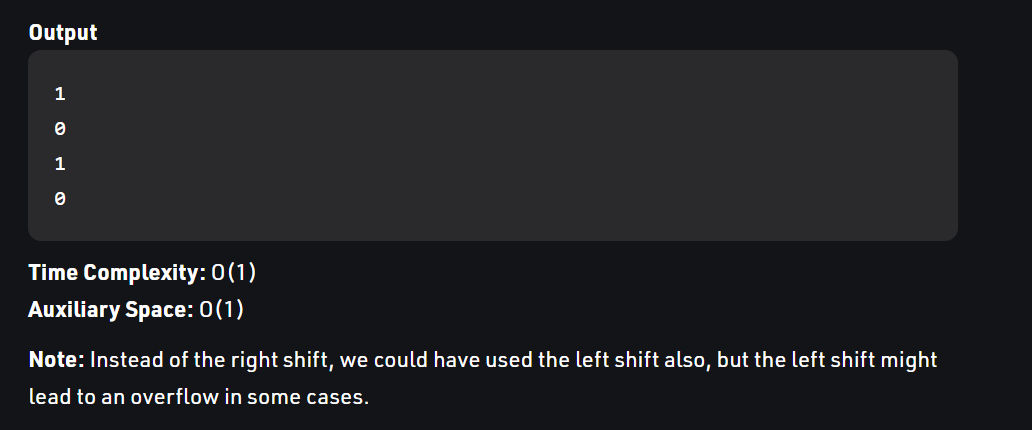 Output
1
0
1
0
Time Complexity: O(1)
Auxiliary Space: O(1)
Note: Instead of the right shift, we could have used the left shift also, but the left shift might
lead to an overflow in some cases.